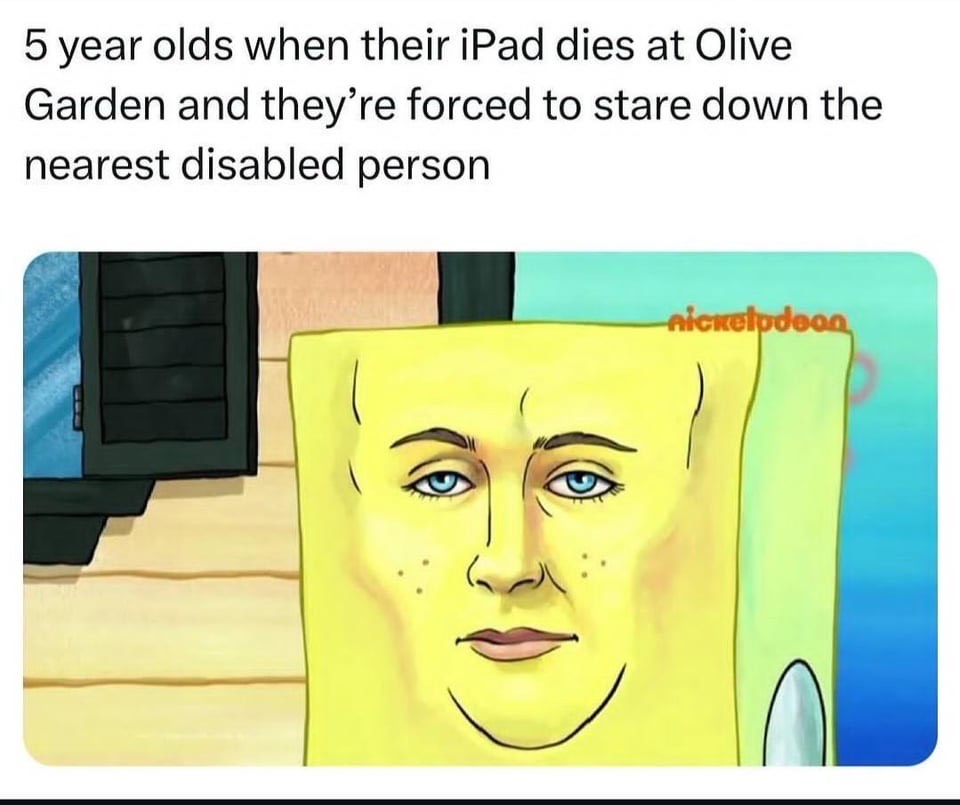 5 year olds when their iPad dies at Olive
Garden and they’re forced to stare down the
nearest disabled person
nickelodeon